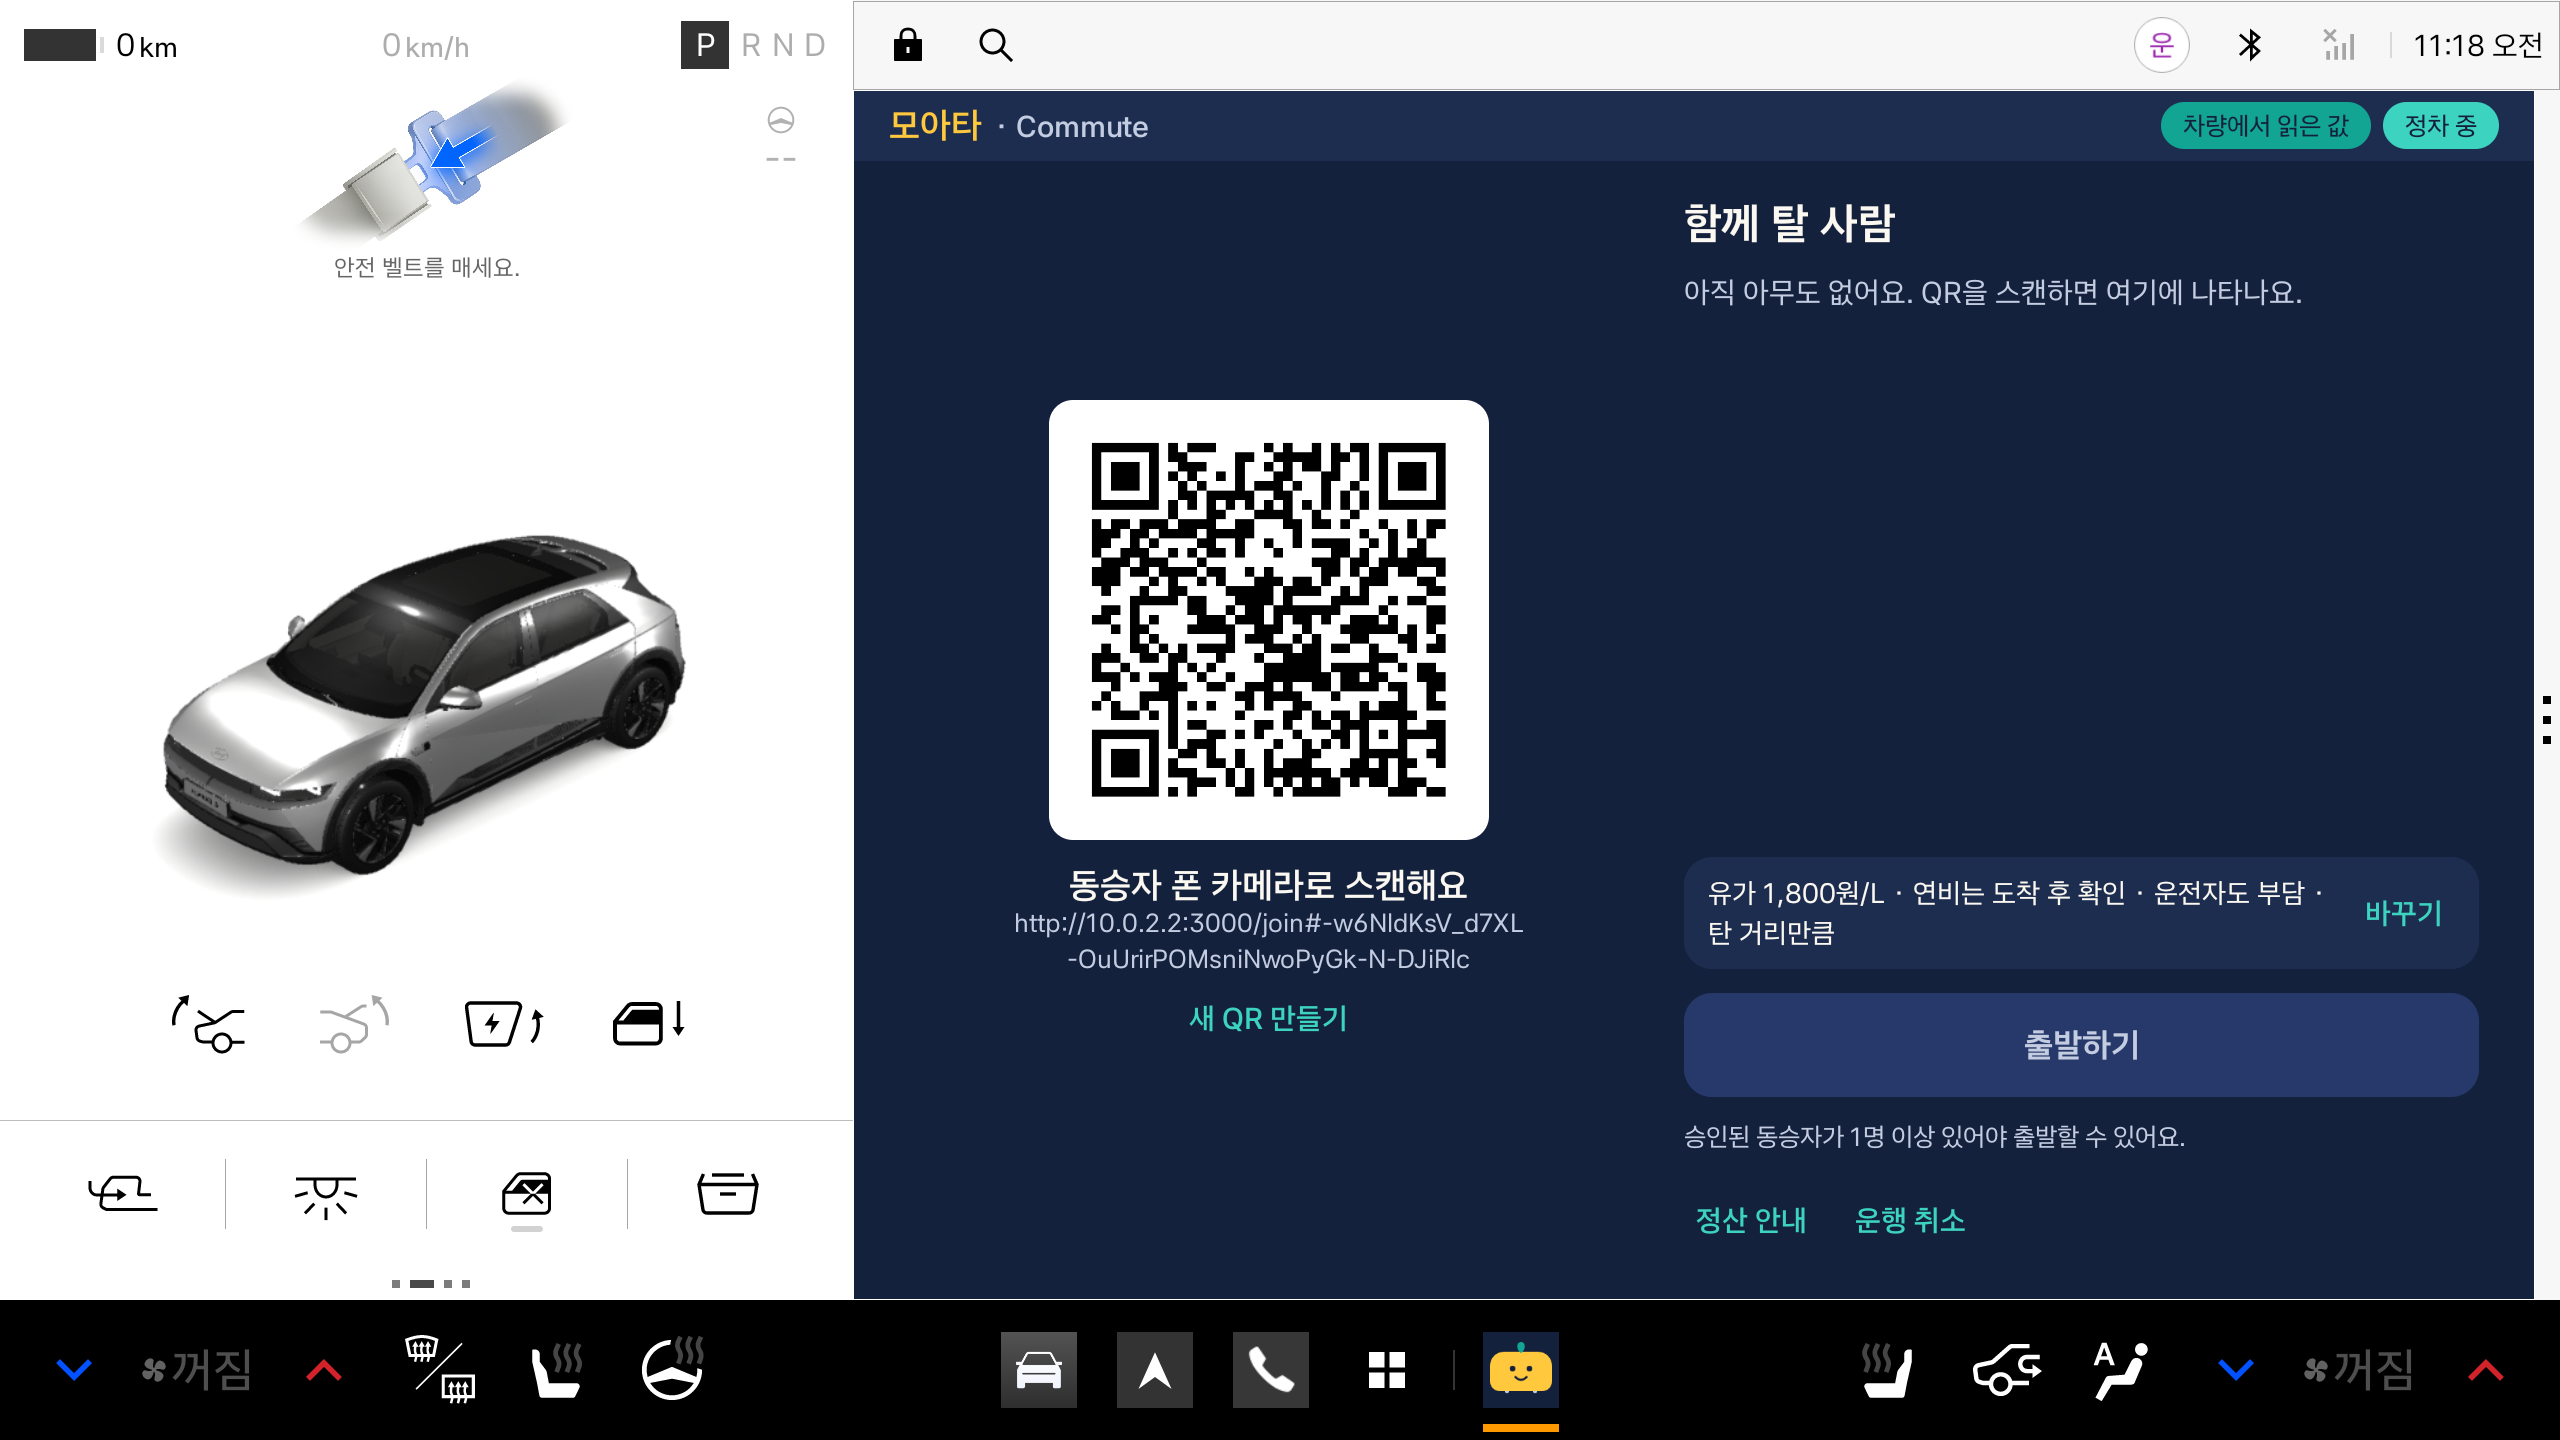 0 km
0 km/h
P R N D
운
11:18 오전
--
안전 벨트를 매세요.
모아타 · Commute
차량에서 읽은 값
정차 중
함께 탈 사람
아직 아무도 없어요. QR을 스캔하면 여기에 나타나요.
동승자 폰 카메라로 스캔해요
http://10.0.2.2:3000/join#-w6NldKsV_d7XL
-OuUrirPOMsniNwoPyGk-N-DJiRlc
새 QR 만들기
유가 1,800원/L · 연비는 도착 후 확인 · 운전자도 부담 ·
탄 거리만큼
바꾸기
출발하기
승인된 동승자가 1명 이상 있어야 출발할 수 있어요.
정산 안내
운행 취소
꺼짐
A
꺼짐